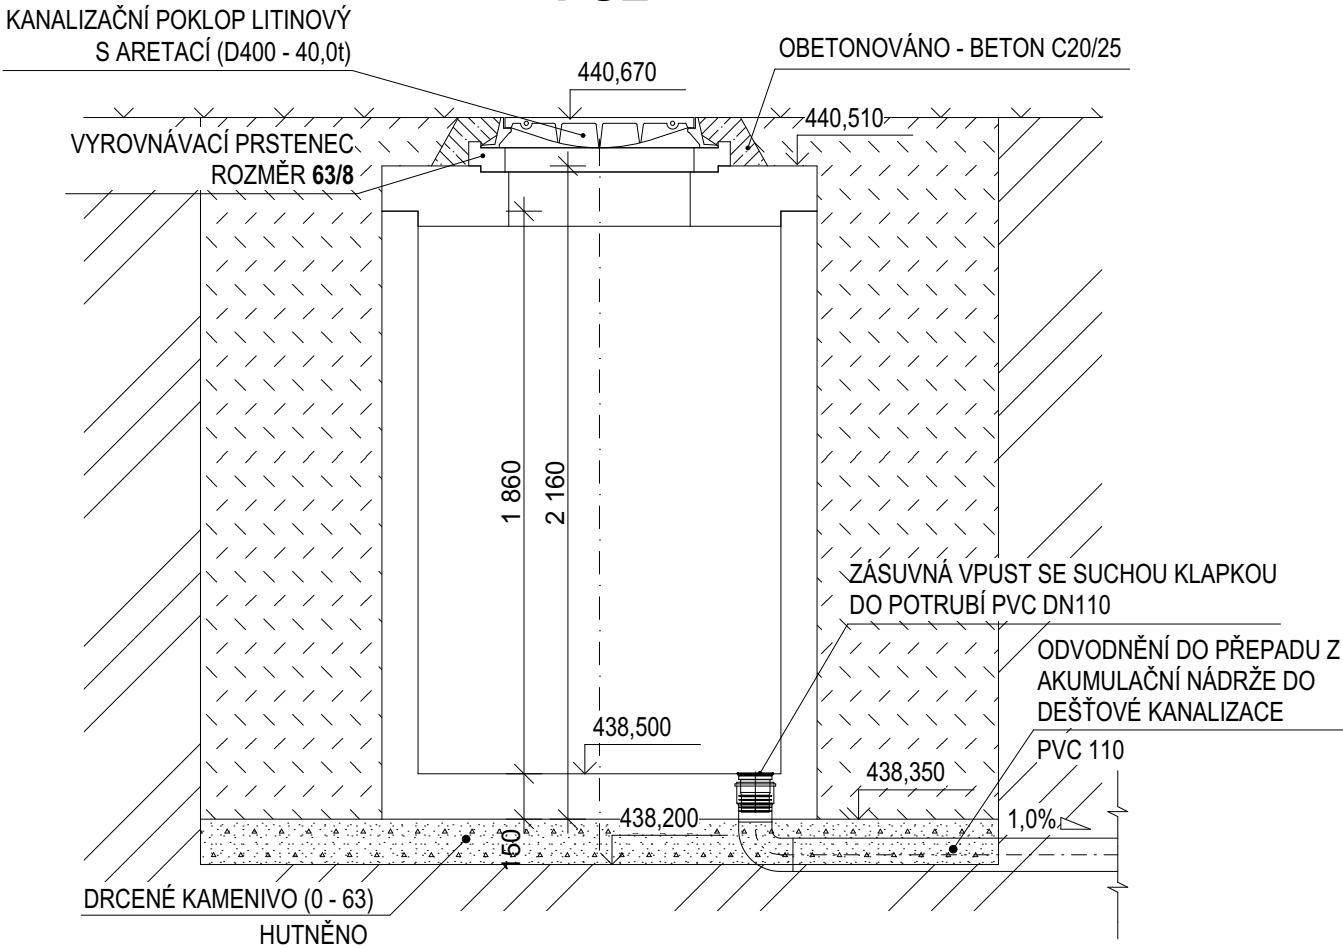 KANALIZAČNÍ POKLOP LITINOVÝ
S ARETACÍ (D400 - 40,0t)
OBETONOVÁNO - BETON C20/25
440,670
440,510
VYROVNÁVACÍ PRSTENEC
ROZMĚR 63/8
1 860
2 160
ZÁSUVNÁ VPUST SE SUCHOU KLAPKOU
DO POTRUBÍ PVC DN110
ODVODNĚNÍ DO PŘEPADU Z
AKUMULAČNÍ NÁDRŽE DO
DEŠŤOVÉ KANALIZACE
PVC 110
438,500
438,350
438,200
1,0%
150
DRCENÉ KAMENIVO (0 - 63)
HUTNĚNO